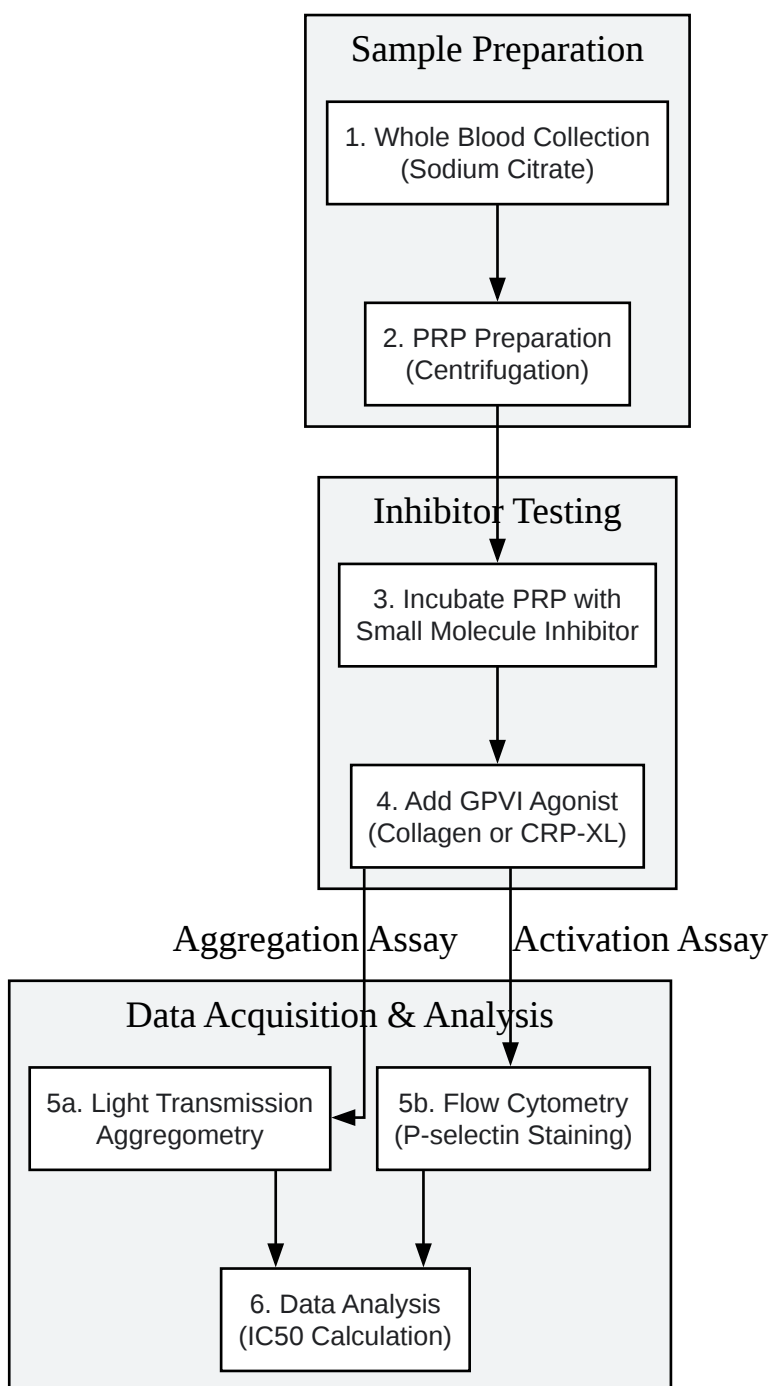 Sample Preparation
1. Whole Blood Collection
(Sodium Citrate)
2. PRP Preparation
(Centrifugation)
Inhibitor Testing
3. Incubate PRP with
Small Molecule Inhibitor
4. Add GPVI Agonist
(Collagen or CRP-XL)
Aggregation Assay
Activation Assay
Data Acquisition & Analysis
5a. Light Transmission
Aggregometry
5b. Flow Cytometry
(P-selectin Staining)
6. Data Analysis
(IC50 Calculation)